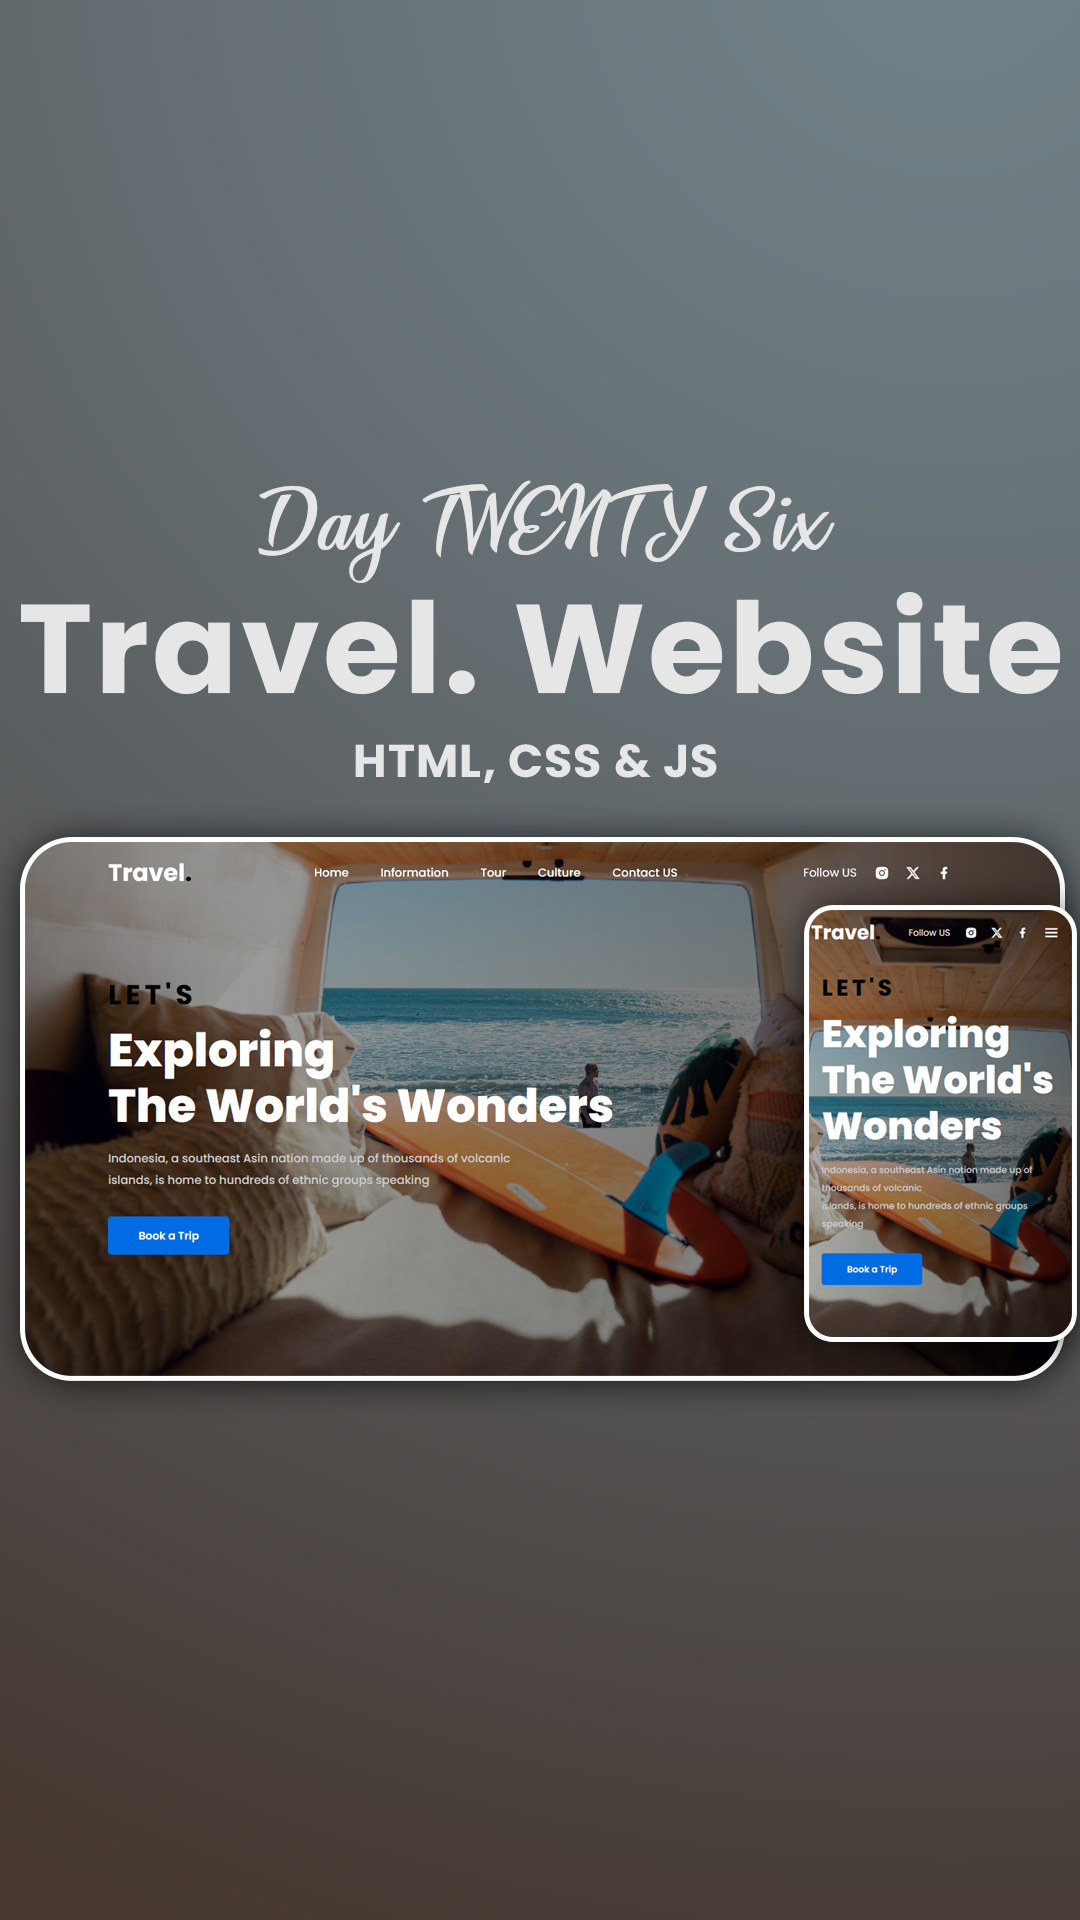 Day TWENTY Six
Travel. Website
HTML, CSS & JS
Travel.
Home Information Tour Culture Contact US
Follow US
LET'S
Exploring
The World's Wonders
Indonesia, a southeast Asin nation made up of thousands of volcanic
islands, is home to hundreds of ethnic groups speaking
Book a Trip
Travel.
Follow US
LET'S
Exploring
The World's
Wonders
Indonesia, a southeast Asin nation made up of
thousands of volcanic
islands, is home to hundreds of ethnic groups
speaking
Book a Trip